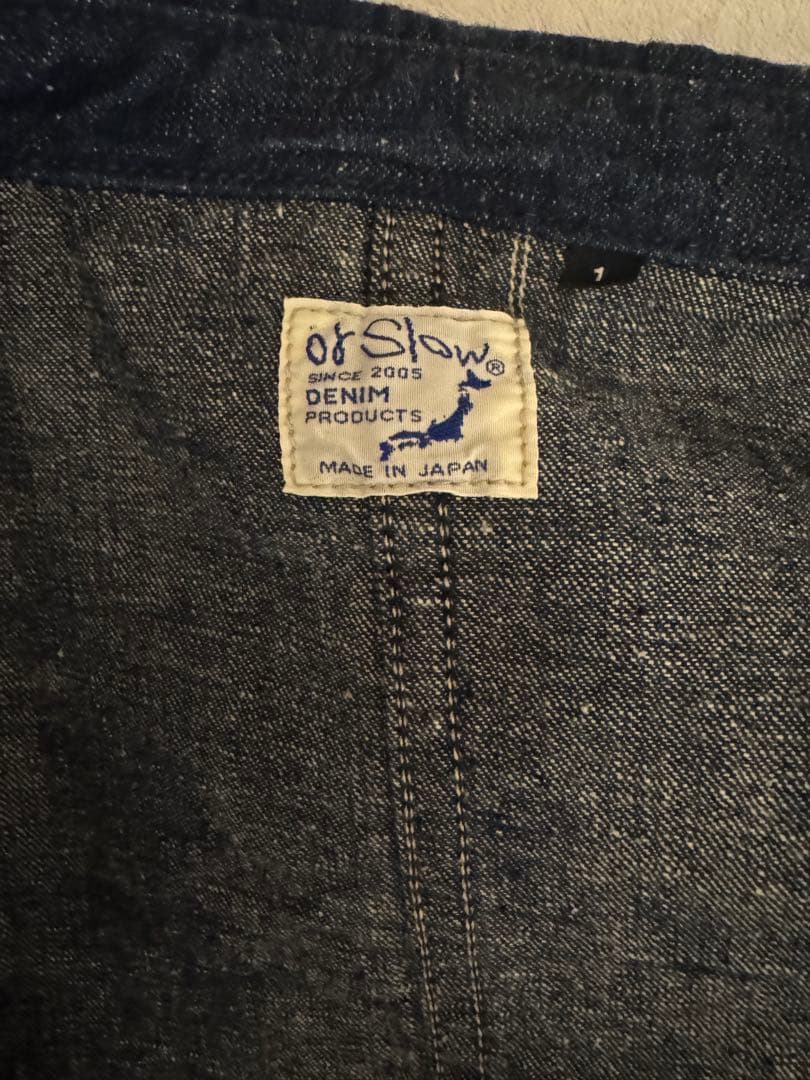 1
or Slow®
SINCE 2005
DENIM
PRODUCTS
MADE IN JAPAN